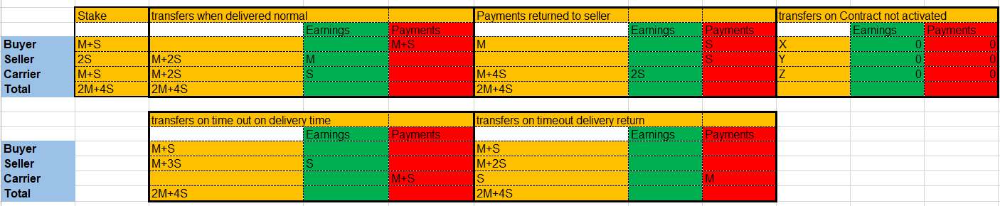 Stake transfers when delivered normal Payments returned to seller transfers on Contract not activated
Earnings Payments Earnings Payments Earnings Payments
Buyer M+S M+S M S X 0 0
Seller 2S M+2S M S Y 0 0
Carrier M+S M+2S S M+4S 2S Z 0 0
Total 2M+4S 2M+4S 2M+4S
transfers on time out on delivery time transfers on timeout delivery return
Earnings Payments Earnings Payments
Buyer M+S M+S
Seller M+3S S M+2S
Carrier M+S S M
Total 2M+4S 2M+4S